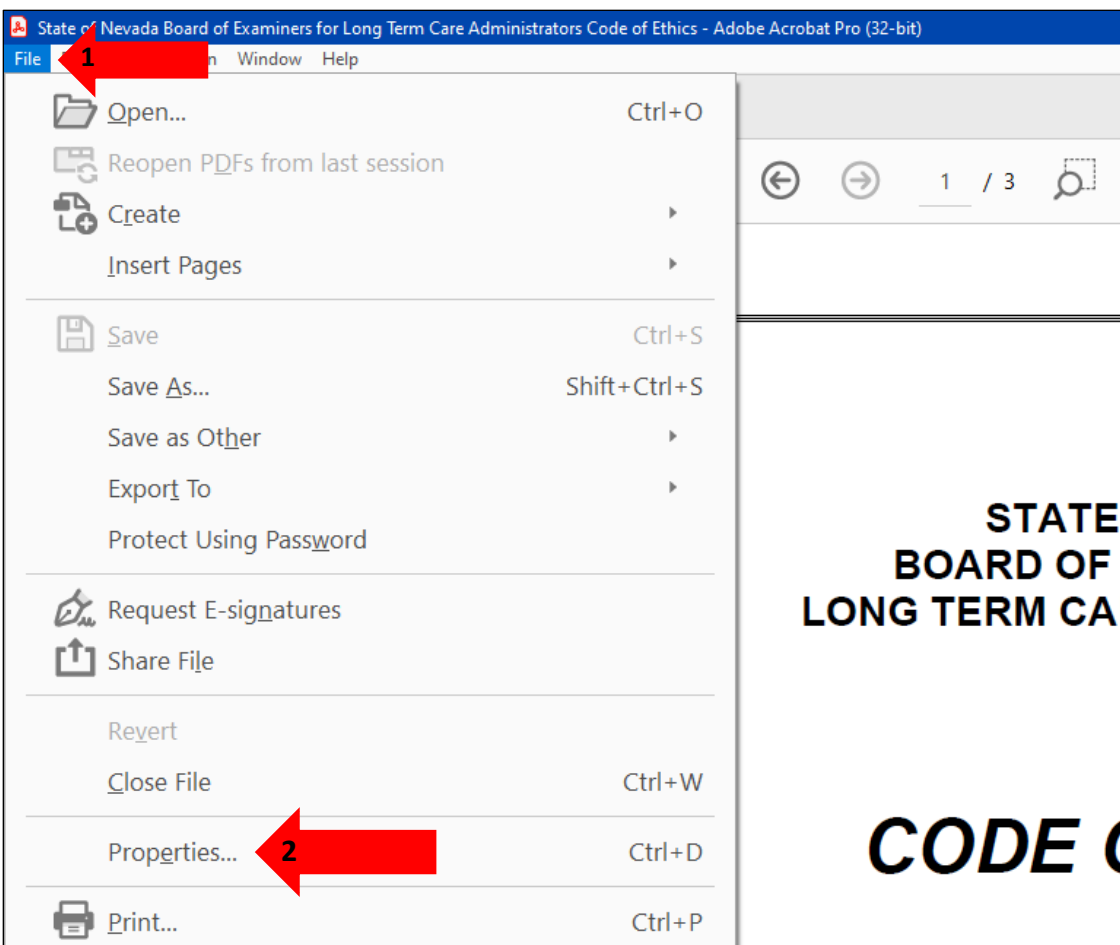 State of Nevada Board of Examiners for Long Term Care Administrators Code of Ethics - Adobe Acrobat Pro (32-bit)
File 1 n Window Help
Open... Ctrl+O
Reopen PDFs from last session
Create
Insert Pages
Save Ctrl+S
Save As... Shift+Ctrl+S
Save as Other
Export To
Protect Using Password
Request E-signatures
Share File
Revert
Close File Ctrl+W
Properties... 2 Ctrl+D
Print... Ctrl+P
1 / 3
STATE
BOARD OF
LONG TERM CA
CODE